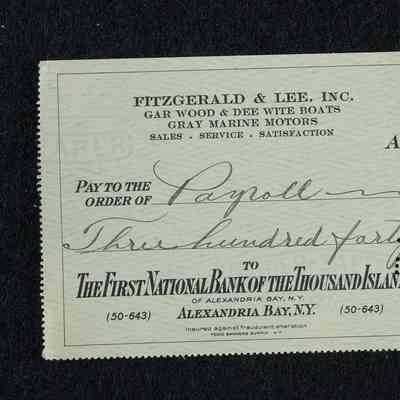 FITZGERALD & LEE, INC.
GAR WOOD & DEE WITE BOATS
GRAY MARINE MOTORS
SALES - SERVICE - SATISFACTION
A
PAY TO THE
ORDER OF Payroll
Three hundred forty
TO
THE FIRST NATIONAL BANK OF THE THOUSAND ISLAN
OF ALEXANDRIA BAY, N.Y.
(50-643) ALEXANDRIA BAY, N.Y. (50-643)
Insured against fraudulent alteration